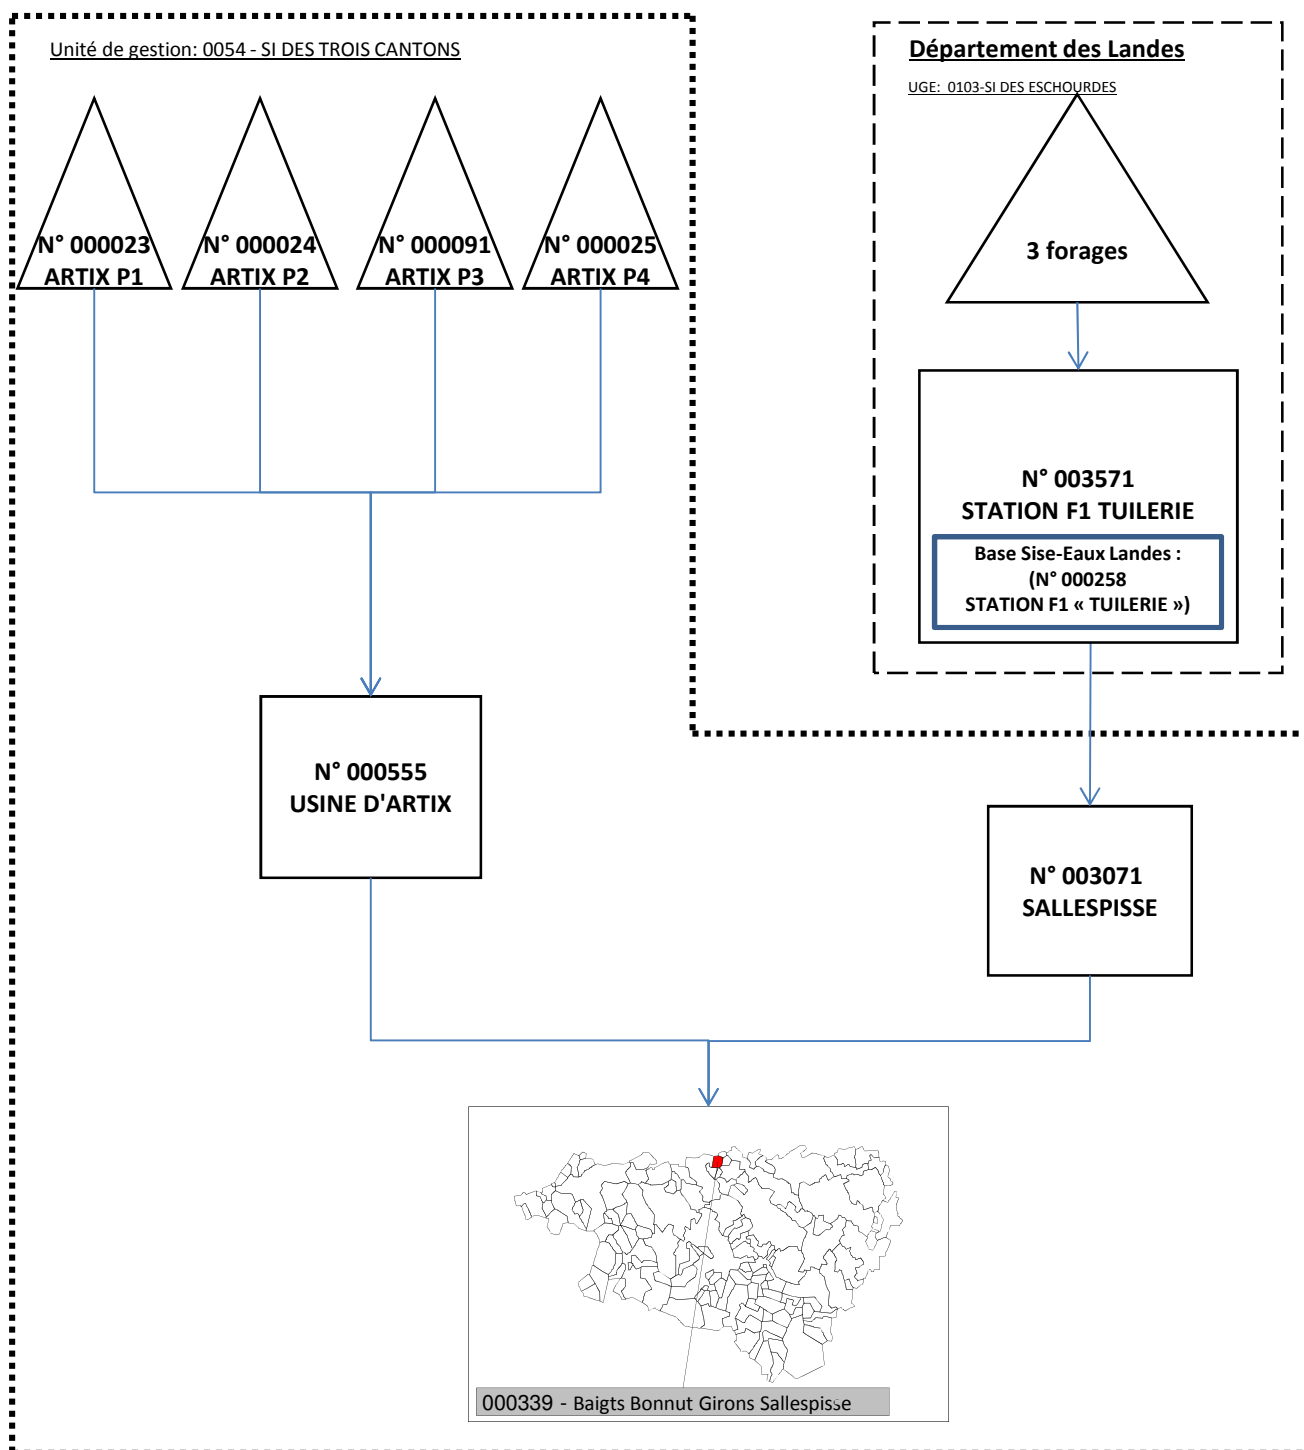 Unité de gestion: 0054 - SI DES TROIS CANTONS
Département des Landes
UGE: 0103-SI DES ESCHOURDES
N° 000023
ARTIX P1
N° 000024
ARTIX P2
N° 000091
ARTIX P3
N° 000025
ARTIX P4
3 forages
N° 003571
STATION F1 TUILERIE
Base Sise-Eaux Landes :
(N° 000258
STATION F1 « TUILERIE »)
N° 000555
USINE D'ARTIX
N° 003071
SALLESPISSE
000339 - Baigts Bonnut Girons Sallespisse